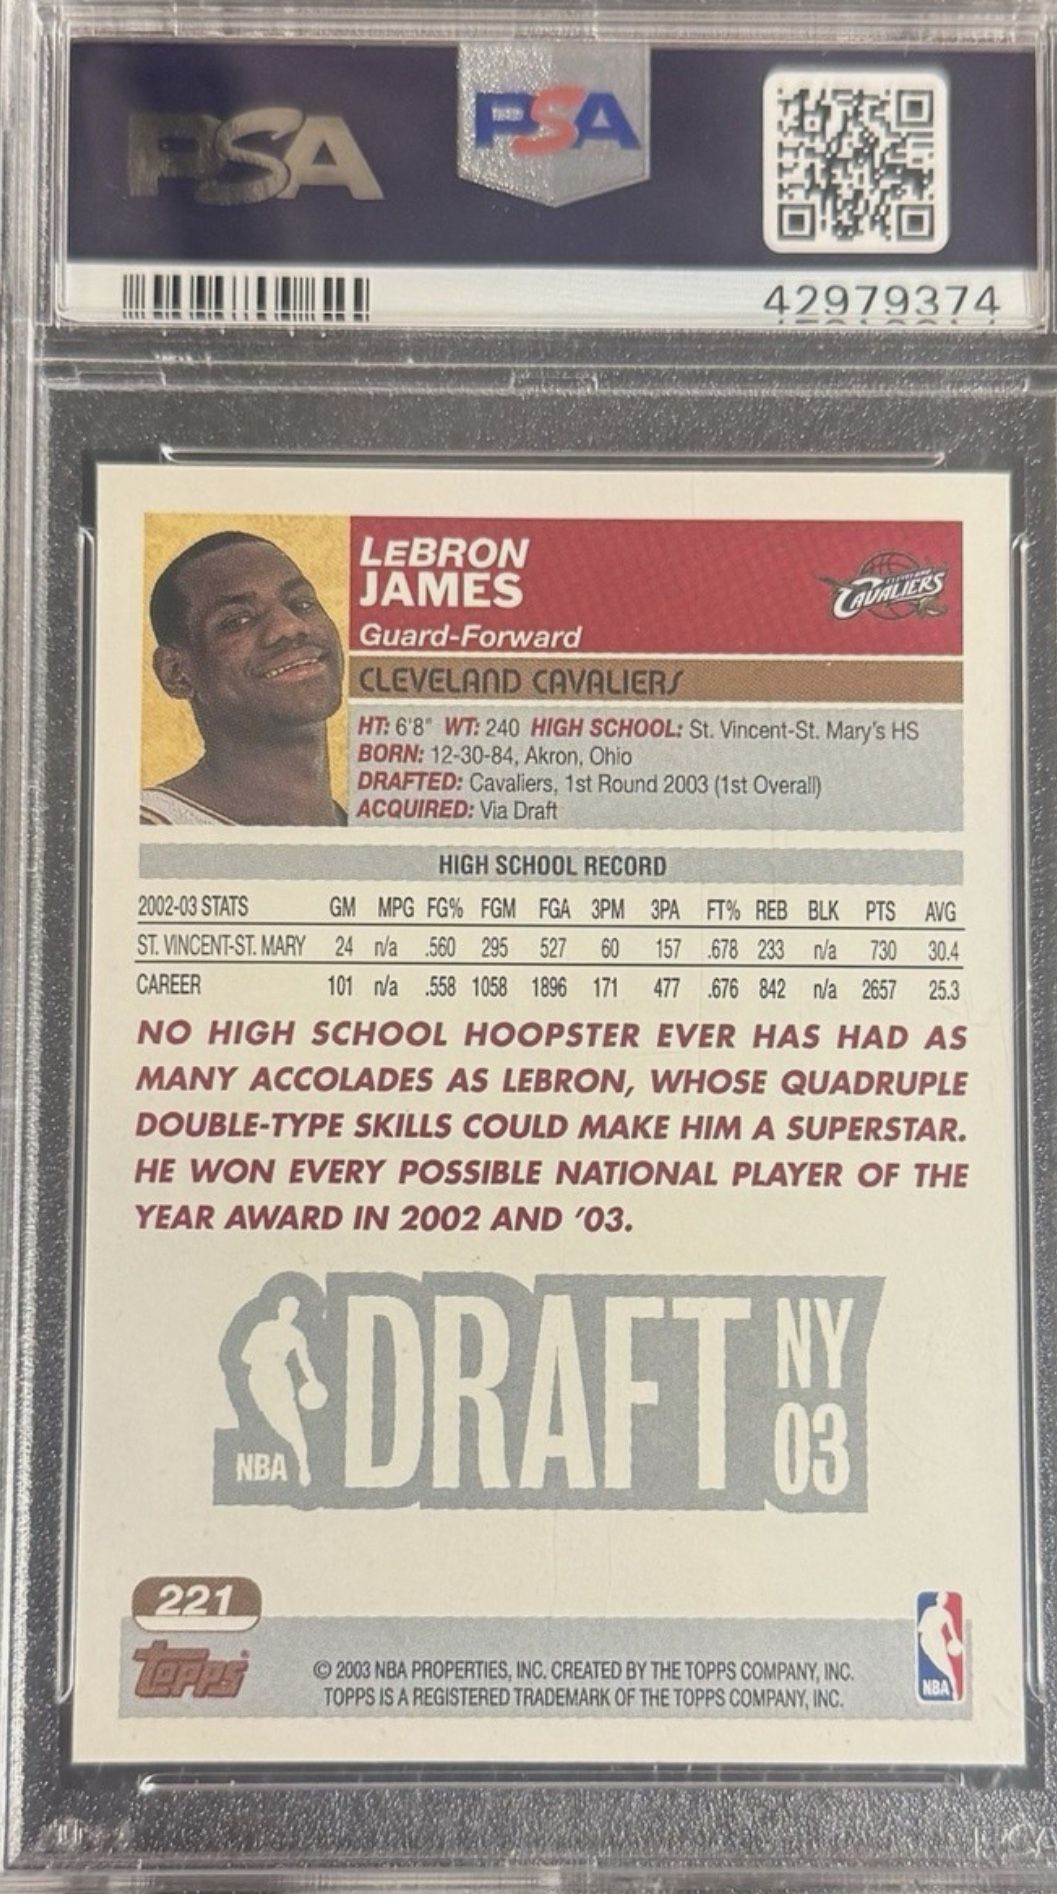 PSA
PSA
42979374
LEBRON
JAMES
Guard-Forward
CAVALIERS
CLEVELAND CAVALIERS
HT: 6'8" WT: 240 HIGH SCHOOL: St. Vincent-St. Mary's HS
BORN: 12-30-84, Akron, Ohio
DRAFTED: Cavaliers, 1st Round 2003 (1st Overall)
ACQUIRED: Via Draft
HIGH SCHOOL RECORD
2002-03 STATS GM MPG FG% FGM FGA 3PM 3PA FT% REB BLK PTS AVG
ST. VINCENT-ST. MARY 24 n/a .560 295 527 60 157 .678 233 n/a 730 30.4
CAREER 101 n/a .558 1058 1896 171 477 .676 842 n/a 2657 25.3
NO HIGH SCHOOL HOOPSTER EVER HAS HAD AS
MANY ACCOLADES AS LEBRON, WHOSE QUADRUPLE
DOUBLE-TYPE SKILLS COULD MAKE HIM A SUPERSTAR.
HE WON EVERY POSSIBLE NATIONAL PLAYER OF THE
YEAR AWARD IN 2002 AND '03.
NBA DRAFT NY
03
221
Topps®
© 2003 NBA PROPERTIES, INC. CREATED BY THE TOPPS COMPANY, INC.
TOPPS IS A REGISTERED TRADEMARK OF THE TOPPS COMPANY, INC.
NBA